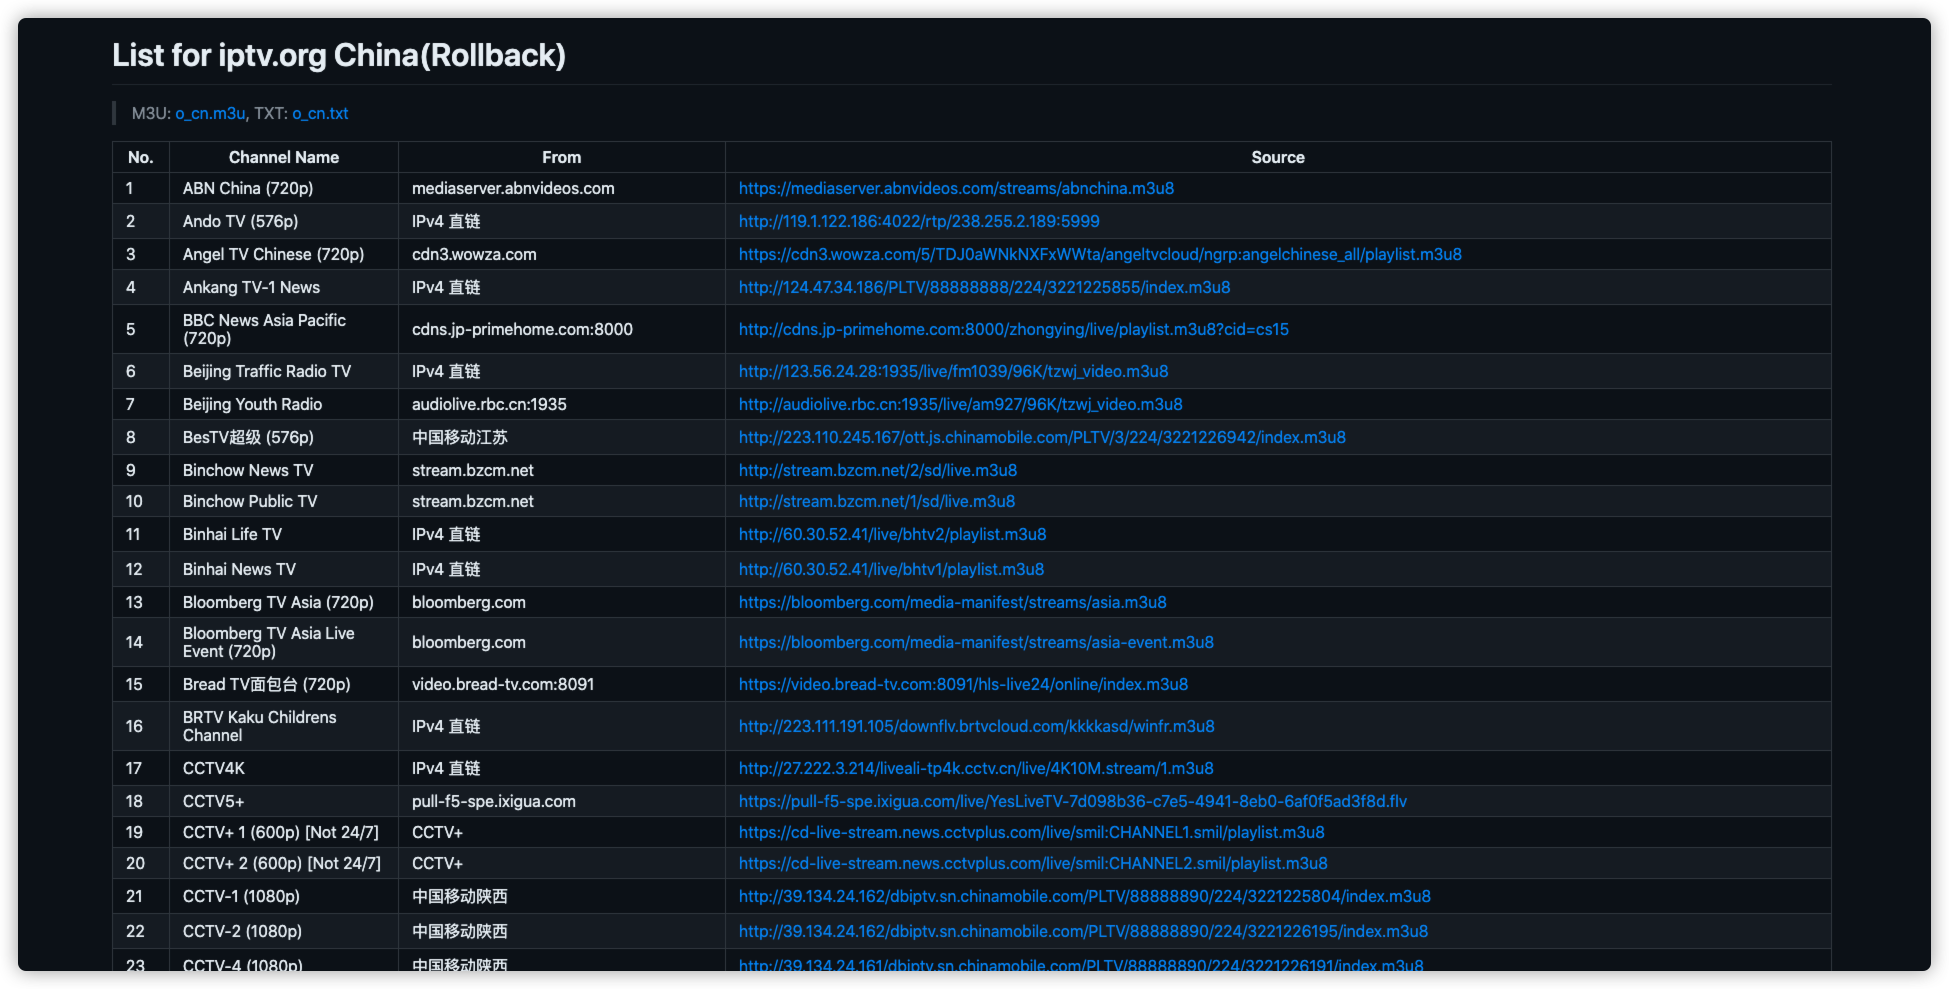 List for iptv.org China(Rollback)
M3U: o_cn.m3u, TXT: o_cn.txt
No. Channel Name From Source
1 ABN China (720p) mediaserver.abnvideos.com https://mediaserver.abnvideos.com/streams/abnchina.m3u8
2 Ando TV (576p) IPv4 直链 http://119.1.122.186:4022/rtp/238.255.2.189:5999
3 Angel TV Chinese (720p) cdn3.wowza.com https://cdn3.wowza.com/5/TDJ0aWNkNXFxWWta/angeltvcloud/ngrp:angelchinese_all/playlist.m3u8
4 Ankang TV-1 News IPv4 直链 http://124.47.34.186/PLTV/88888888/224/3221225855/index.m3u8
5 BBC News Asia Pacific
(720p) cdns.jp-primehome.com:8000 http://cdns.jp-primehome.com:8000/zhongying/live/playlist.m3u8?cid=cs15
6 Beijing Traffic Radio TV IPv4 直链 http://123.56.24.28:1935/live/fm1039/96K/tzwj_video.m3u8
7 Beijing Youth Radio audiolive.rbc.cn:1935 http://audiolive.rbc.cn:1935/live/am927/96K/tzwj_video.m3u8
8 BesTV超级 (576p) 中国移动江苏 http://223.110.245.167/ott.js.chinamobile.com/PLTV/3/224/3221226942/index.m3u8
9 Binchow News TV stream.bzcm.net http://stream.bzcm.net/2/sd/live.m3u8
10 Binchow Public TV stream.bzcm.net http://stream.bzcm.net/1/sd/live.m3u8
11 Binhai Life TV IPv4 直链 http://60.30.52.41/live/bhtv2/playlist.m3u8
12 Binhai News TV IPv4 直链 http://60.30.52.41/live/bhtv1/playlist.m3u8
13 Bloomberg TV Asia (720p) bloomberg.com https://bloomberg.com/media-manifest/streams/asia.m3u8
14 Bloomberg TV Asia Live
Event (720p) bloomberg.com https://bloomberg.com/media-manifest/streams/asia-event.m3u8
15 Bread TV面包台 (720p) video.bread-tv.com:8091 https://video.bread-tv.com:8091/hls-live24/online/index.m3u8
16 BRTV Kaku Childrens
Channel IPv4 直链 http://223.111.191.105/downflv.brtvcloud.com/kkkkasd/winfr.m3u8
17 CCTV4K IPv4 直链 http://27.222.3.214/liveali-tp4k.cctv.cn/live/4K10M.stream/1.m3u8
18 CCTV5+ pull-f5-spe.ixigua.com https://pull-f5-spe.ixigua.com/live/YesLiveTV-7d098b36-c7e5-4941-8eb0-6af0f5ad3f8d.flv
19 CCTV+ 1 (600p) [Not 24/7] CCTV+ https://cd-live-stream.news.cctvplus.com/live/smil:CHANNEL1.smil/playlist.m3u8
20 CCTV+ 2 (600p) [Not 24/7] CCTV+ https://cd-live-stream.news.cctvplus.com/live/smil:CHANNEL2.smil/playlist.m3u8
21 CCTV-1 (1080p) 中国移动陕西 http://39.134.24.162/dbiptv.sn.chinamobile.com/PLTV/88888890/224/3221225804/index.m3u8
22 CCTV-2 (1080p) 中国移动陕西 http://39.134.24.162/dbiptv.sn.chinamobile.com/PLTV/88888890/224/3221226195/index.m3u8
23 CCTV-4 (1080p) 中国移动陕西 http://39.134.24.161/dbiptv.sn.chinamobile.com/PLTV/88888890/224/3221226191/index.m3u8